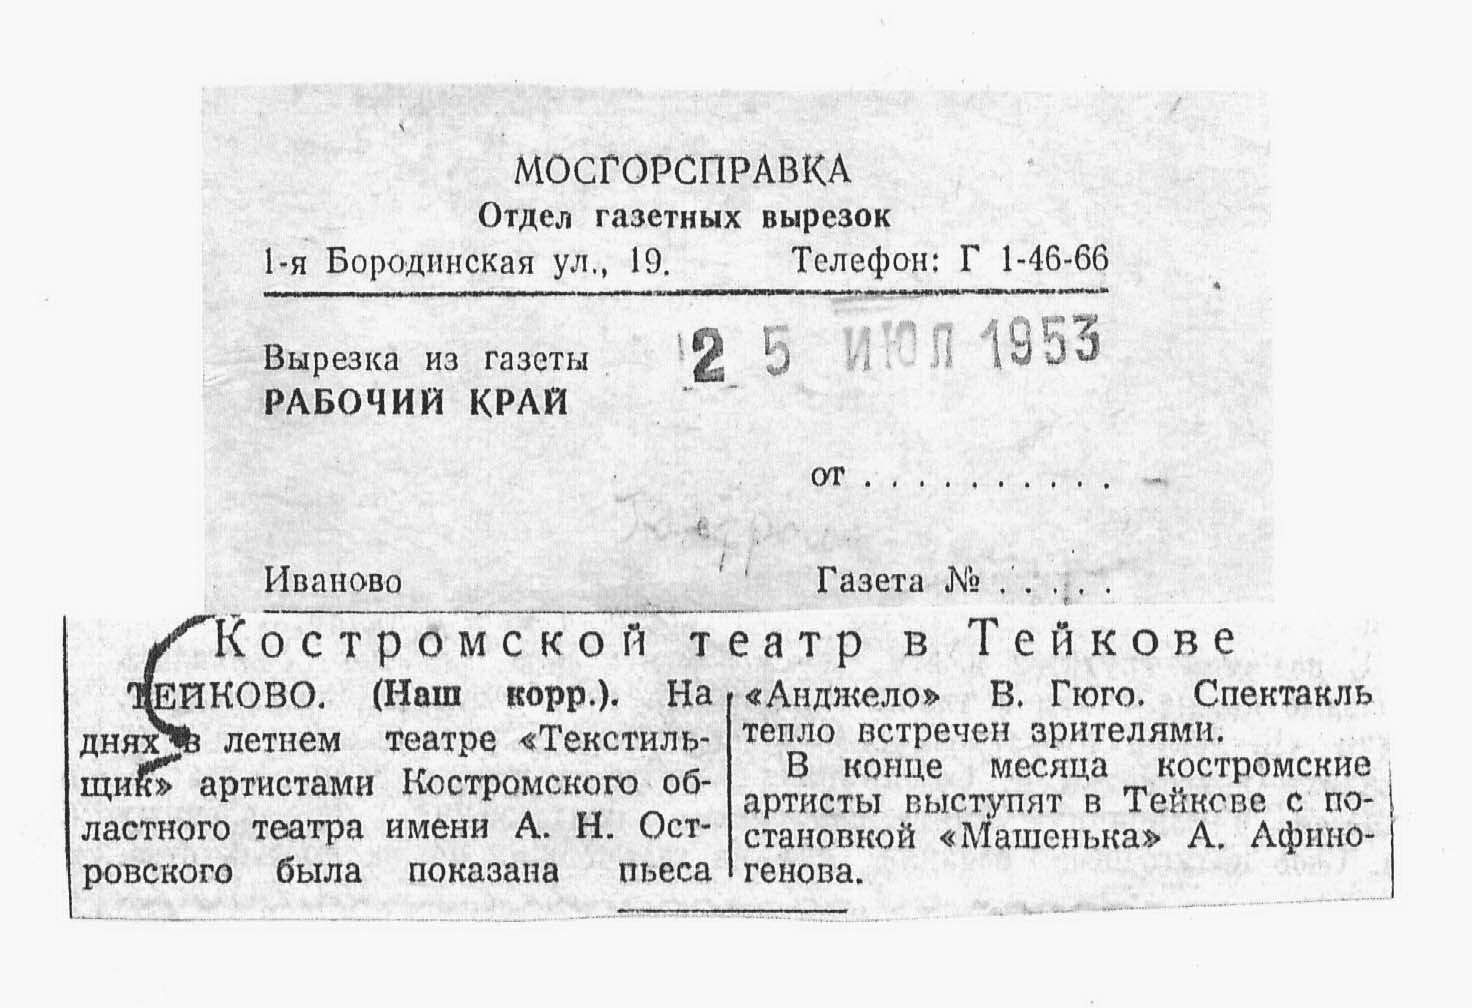 МОСГОРСПРАВКА
Отдел газетных вырезок
1-я Бородинская ул., 19. Телефон: Г 1-46-66
25 ИЮЛ 1953
Вырезка из газеты
РАБОЧИЙ КРАЙ
от . . . . . . . . . .
Иваново Газета № . . . . .
Костромской театр в Тейкове
ТЕЙКОВО. (Наш корр.). На
днях в летнем театре «Текстиль-
щик» артистами Костромского об-
ластного театра имени А. Н. Ост-
ровского была показана пьеса
«Анджело» В. Гюго. Спектакль
тепло встречен зрителями.
В конце месяца костромские
артисты выступят в Тейкове с по-
становкой «Машенька» А. Афино-
генова.